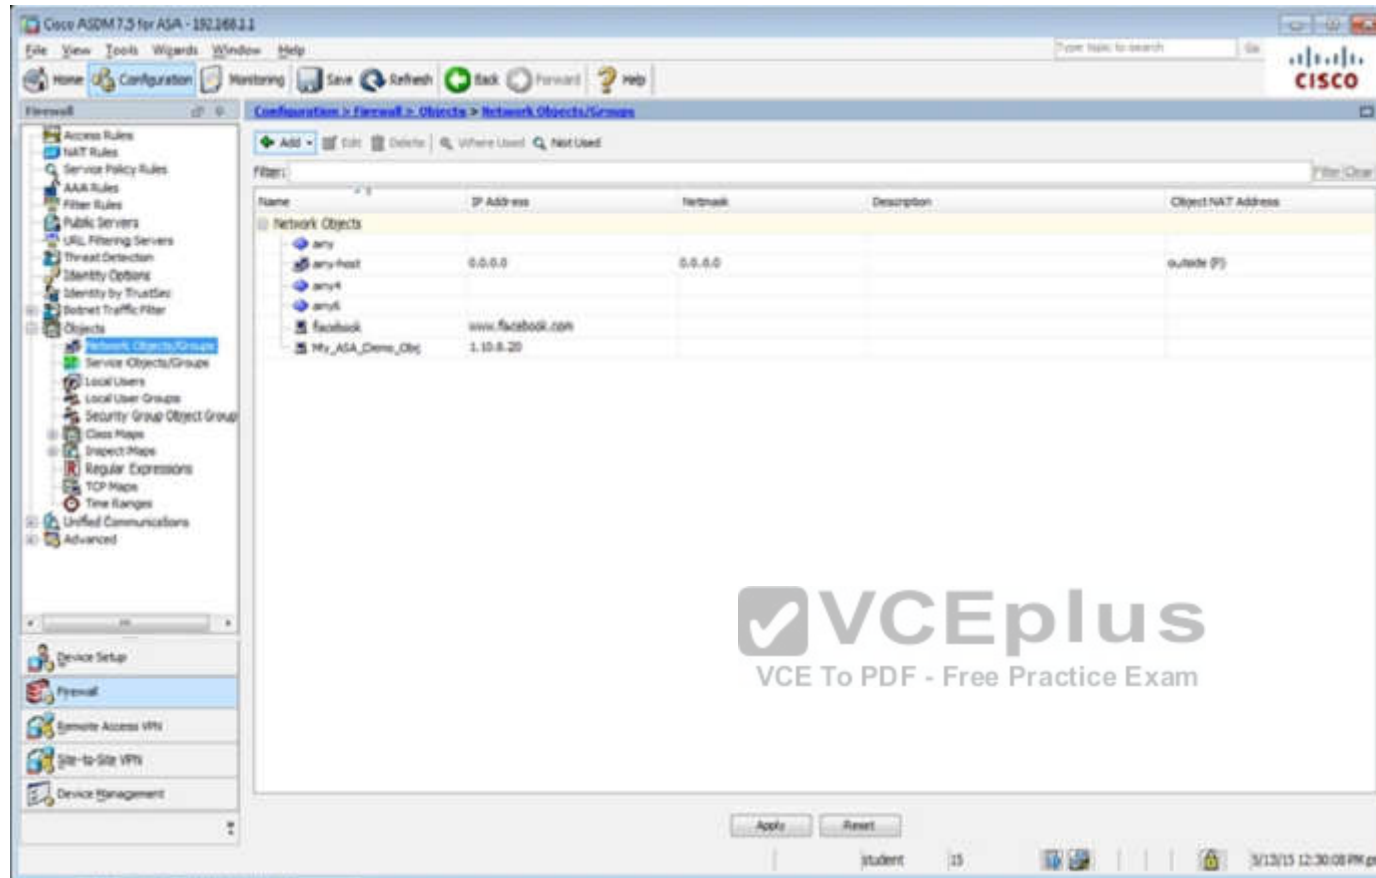 Cisco ASDM 7.5 for ASA - 192.168.1.1
File View Tools Wizards Window Help
Type topic to search Go
Home Configuration Monitoring Save Refresh Back Forward Help
CISCO
Firewall
Configuration > Firewall > Objects > Network Objects/Groups
Access Rules
NAT Rules
Service Policy Rules
AAA Rules
Filter Rules
Public Servers
URL Filtering Servers
Threat Detection
Identity Options
Identity by TrustSec
Botnet Traffic Filter
Objects
Network Objects/Groups
Service Objects/Groups
Local Users
Local User Groups
Security Group Object Group
Class Maps
Inspect Maps
Regular Expressions
TCP Maps
Time Ranges
Unified Communications
Advanced
Device Setup
Firewall
Remote Access VPN
Site-to-Site VPN
Device Management
Add Edit Delete Where Used Not Used
Filter: Filter Clear
Name IP Address Netmask Description Object NAT Address
Network Objects
any
any-host 0.0.0.0 0.0.0.0 outside (P)
any4
any6
facebook www.facebook.com
My_ASA_Demo_Obj 1.10.8.20
VCEplus
VCE To PDF - Free Practice Exam
Apply Reset
student 15 5/13/15 12:30:08 PM